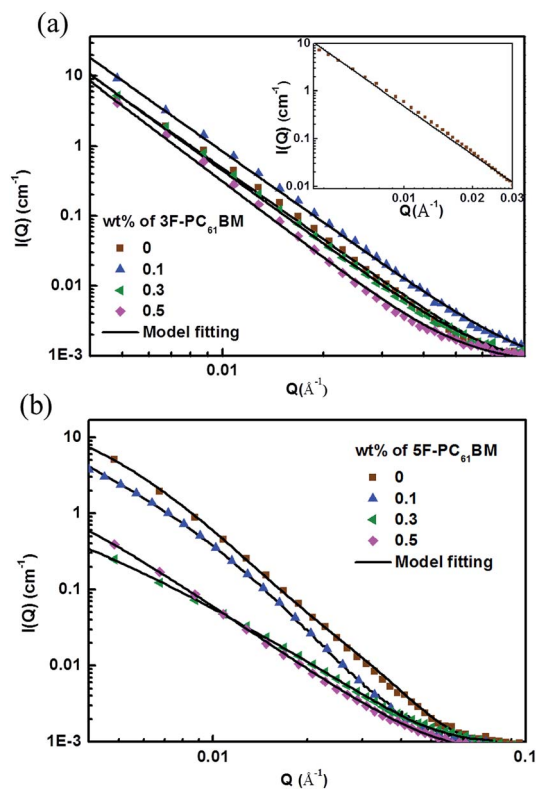 (a)
10
1
0.1
0.01
1E-3
I(Q) (cm⁻¹)
0.01
Q(Å⁻¹)
wt% of 3F-PC₆₁BM
0
0.1
0.3
0.5
Model fitting
10
1
0.1
0.01
I(Q) (cm⁻¹)
0.01
0.02
0.03
Q(Å⁻¹)
(b)
10
1
0.1
0.01
1E-3
I(Q) (cm⁻¹)
0.01
0.1
Q (Å⁻¹)
wt% of 5F-PC₆₁BM
0
0.1
0.3
0.5
Model fitting